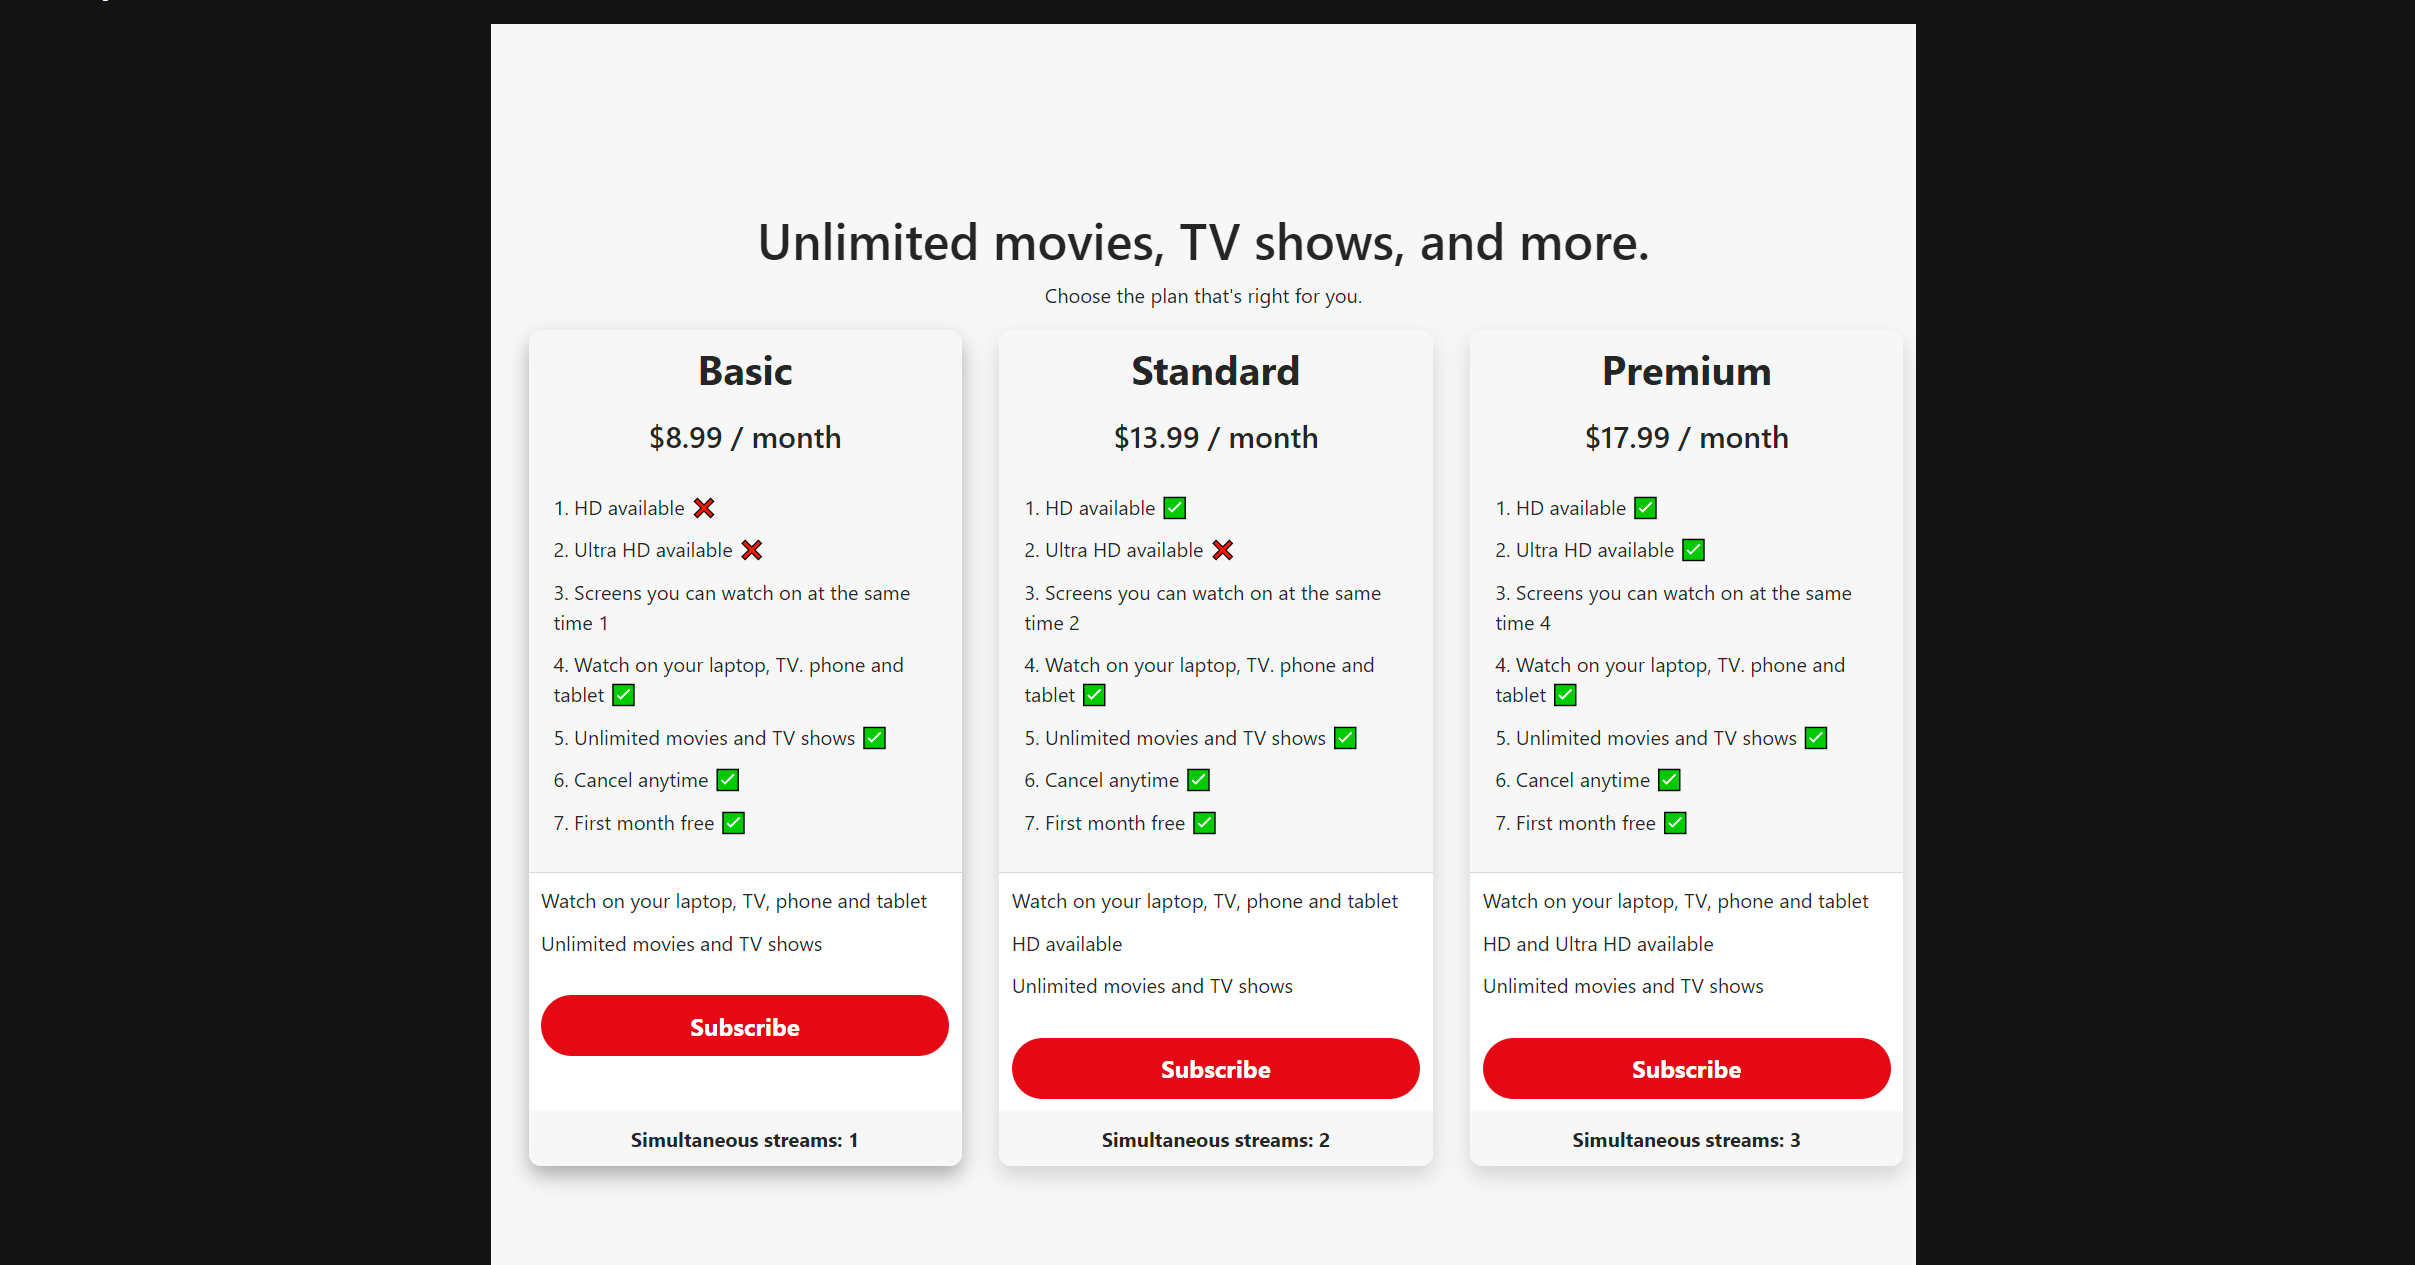 Unlimited movies, TV shows, and more.
Choose the plan that's right for you.
Basic
$8.99 / month
1. HD available ❌
2. Ultra HD available ❌
3. Screens you can watch on at the same
time 1
4. Watch on your laptop, TV. phone and
tablet ✅
5. Unlimited movies and TV shows ✅
6. Cancel anytime ✅
7. First month free ✅
Watch on your laptop, TV, phone and tablet
Unlimited movies and TV shows
Subscribe
Simultaneous streams: 1
Standard
$13.99 / month
1. HD available ✅
2. Ultra HD available ❌
3. Screens you can watch on at the same
time 2
4. Watch on your laptop, TV. phone and
tablet ✅
5. Unlimited movies and TV shows ✅
6. Cancel anytime ✅
7. First month free ✅
Watch on your laptop, TV, phone and tablet
HD available
Unlimited movies and TV shows
Subscribe
Simultaneous streams: 2
Premium
$17.99 / month
1. HD available ✅
2. Ultra HD available ✅
3. Screens you can watch on at the same
time 4
4. Watch on your laptop, TV. phone and
tablet ✅
5. Unlimited movies and TV shows ✅
6. Cancel anytime ✅
7. First month free ✅
Watch on your laptop, TV, phone and tablet
HD and Ultra HD available
Unlimited movies and TV shows
Subscribe
Simultaneous streams: 3